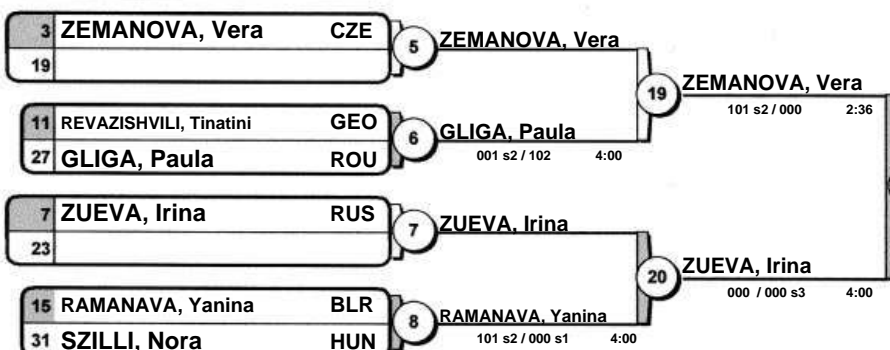 3 ZEMANOVA, Vera CZE
19
5
ZEMANOVA, Vera
11 REVAZISHVILI, Tinatini GEO
27 GLIGA, Paula ROU
6
GLIGA, Paula
001 s2 / 102 4:00
19
ZEMANOVA, Vera
101 s2 / 000 2:36
7 ZUEVA, Irina RUS
23
7
ZUEVA, Irina
15 RAMANAVA, Yanina BLR
31 SZILLI, Nora HUN
8
RAMANAVA, Yanina
101 s2 / 000 s1 4:00
20
ZUEVA, Irina
000 / 000 s3 4:00